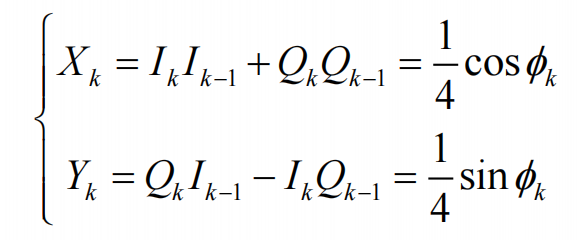 X_k = I_k I_{k-1} + Q_k Q_{k-1} = \frac{1}{4} \cos \phi_k
Y_k = Q_k I_{k-1} - I_k Q_{k-1} = \frac{1}{4} \sin \phi_k